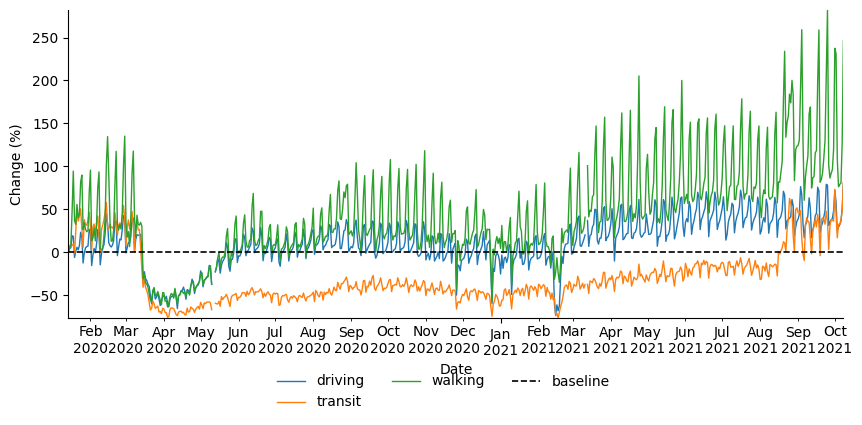 Change (%)
250
200
150
100
50
0
−50
Feb 2020
Mar 2020
Apr 2020
May 2020
Jun 2020
Jul 2020
Aug 2020
Sep 2020
Oct 2020
Nov 2020
Dec 2020
Jan 2021
Feb 2021
Mar 2021
Apr 2021
May 2021
Jun 2021
Jul 2021
Aug 2021
Sep 2021
Oct 2021
Date
driving
walking
baseline
transit